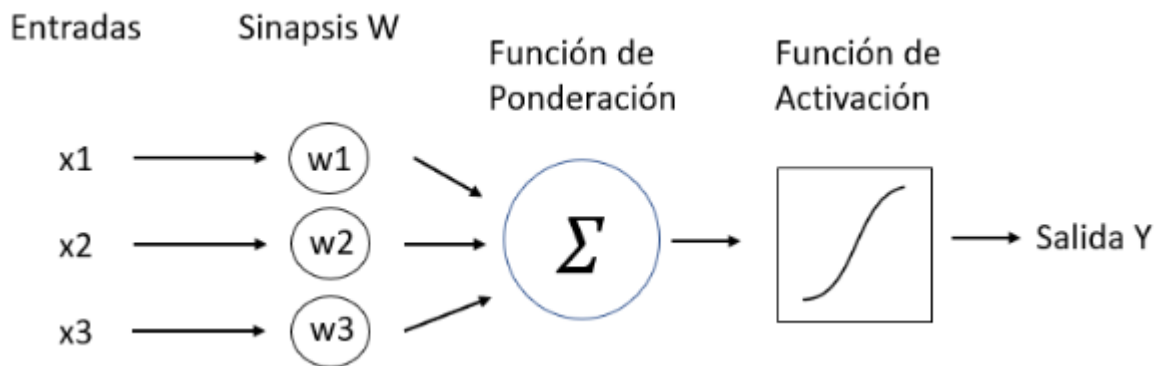 Entradas
Sinapsis W
Función de
Ponderación
Función de
Activación
x1
w1
x2
w2
Σ
Salida Y
x3
w3